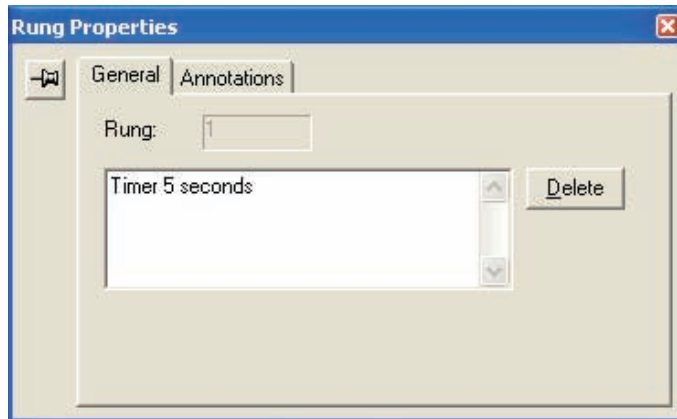 Rung Properties
General Annotations
Rung: 1
Timer 5 seconds
Delete